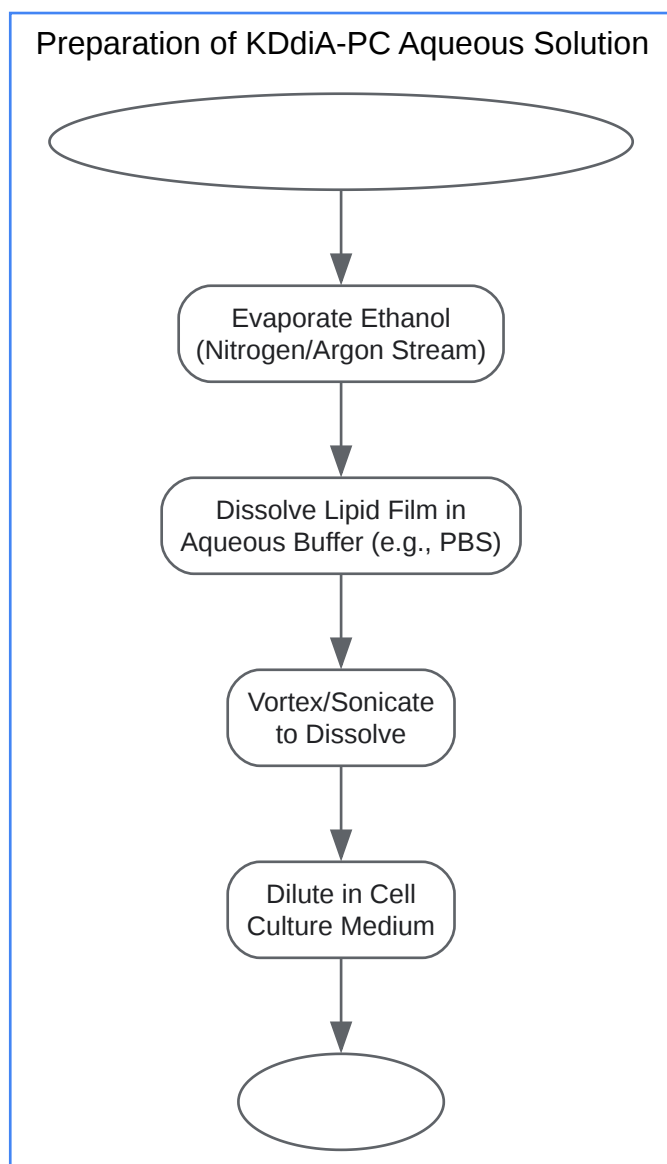 Preparation of KDdiA-PC Aqueous Solution
Evaporate Ethanol
(Nitrogen/Argon Stream)
Dissolve Lipid Film in
Aqueous Buffer (e.g., PBS)
Vortex/Sonicate
to Dissolve
Dilute in Cell
Culture Medium